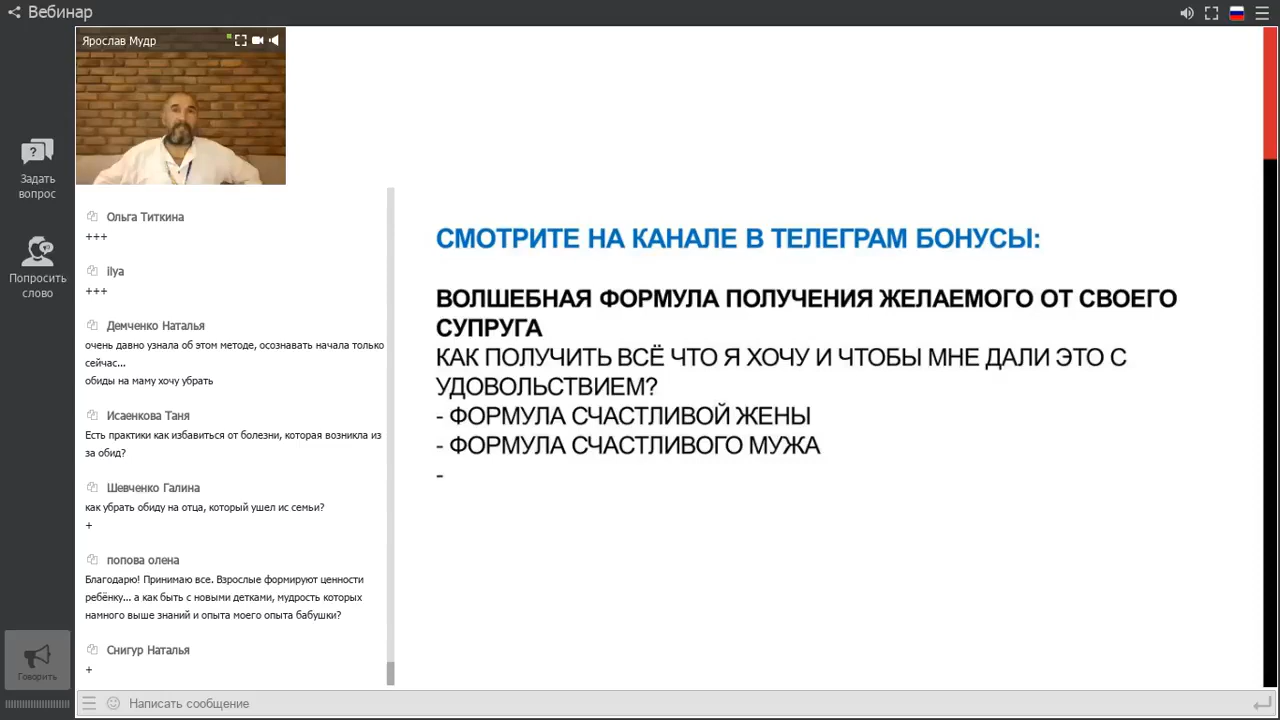 Вебинар
Ярослав Мудр
Задать
вопрос
Попросить
слово
Говорить
Ольга Титкина
+++
ilya
+++
Демченко Наталья
очень давно узнала об этом методе, осознавать начала только
сейчас...
обиды на маму хочу убрать
Исаенкова Таня
Есть практики как избавиться от болезни, которая возникла из
за обид?
Шевченко Галина
как убрать обиду на отца, который ушел ис семьи?
+
попова олена
Благодарю! Принимаю все. Взрослые формируют ценности
ребёнку... а как быть с новыми детками, мудрость которых
намного выше знаний и опыта моего опыта бабушки?
Снигур Наталья
+
Написать сообщение
СМОТРИТЕ НА КАНАЛЕ В ТЕЛЕГРАМ БОНУСЫ:
ВОЛШЕБНАЯ ФОРМУЛА ПОЛУЧЕНИЯ ЖЕЛАЕМОГО ОТ СВОЕГО
СУПРУГА
КАК ПОЛУЧИТЬ ВСЁ ЧТО Я ХОЧУ И ЧТОБЫ МНЕ ДАЛИ ЭТО С
УДОВОЛЬСТВИЕМ?
- ФОРМУЛА СЧАСТЛИВОЙ ЖЕНЫ
- ФОРМУЛА СЧАСТЛИВОГО МУЖА
-